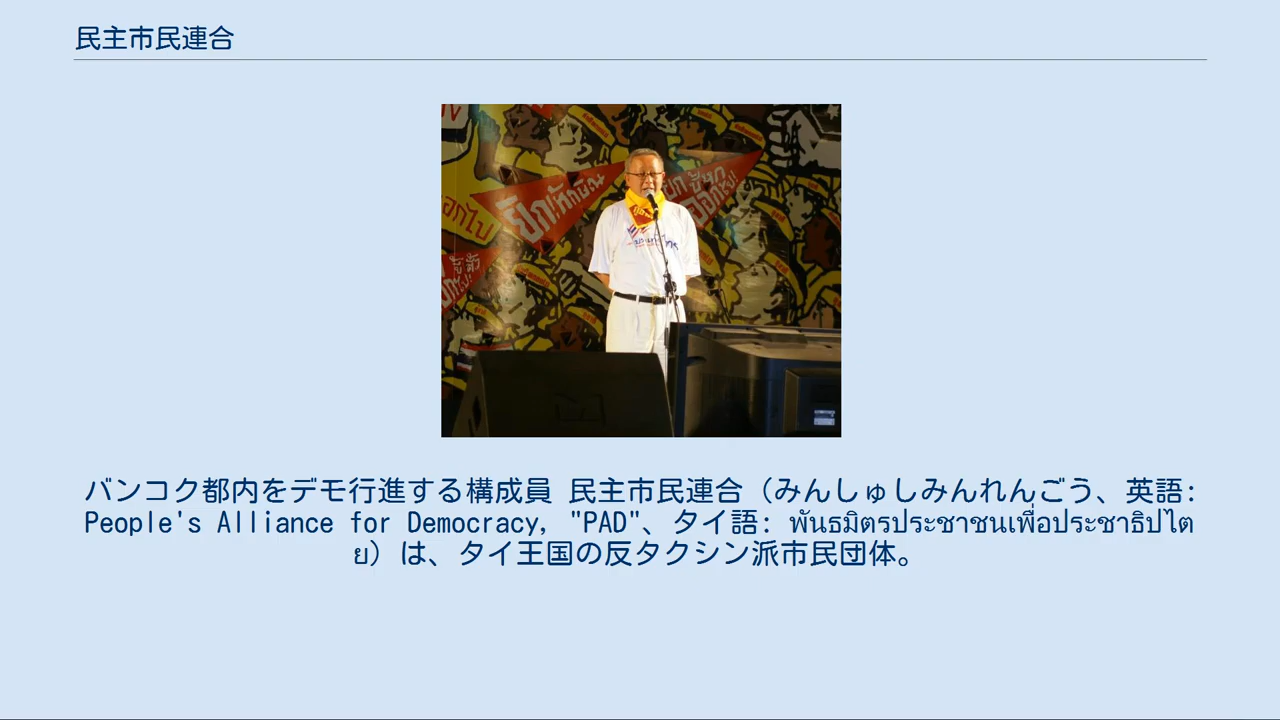 民主市民連合
バンコク都内をデモ行進する構成員 民主市民連合（みんしゅしみんれんごう、英語:
People's Alliance for Democracy, "PAD"、タイ語: พันธมิตรประชาชนเพื่อประชาธิปไต
ย）は、タイ王国の反タクシン派市民団体。